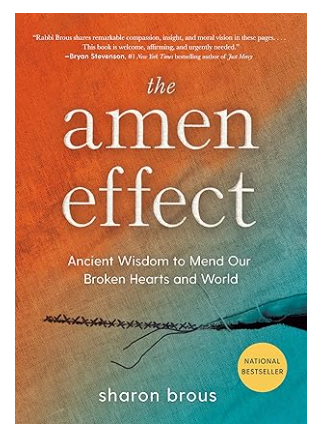 "Rabbi Brous shares remarkable compassion, insight, and moral vision in these pages. . . .
This book is welcome, affirming, and urgently needed."
—Bryan Stevenson, #1 New York Times bestselling author of Just Mercy
the
amen
effect
Ancient Wisdom to Mend Our
Broken Hearts and World
NATIONAL
BESTSELLER
sharon brous